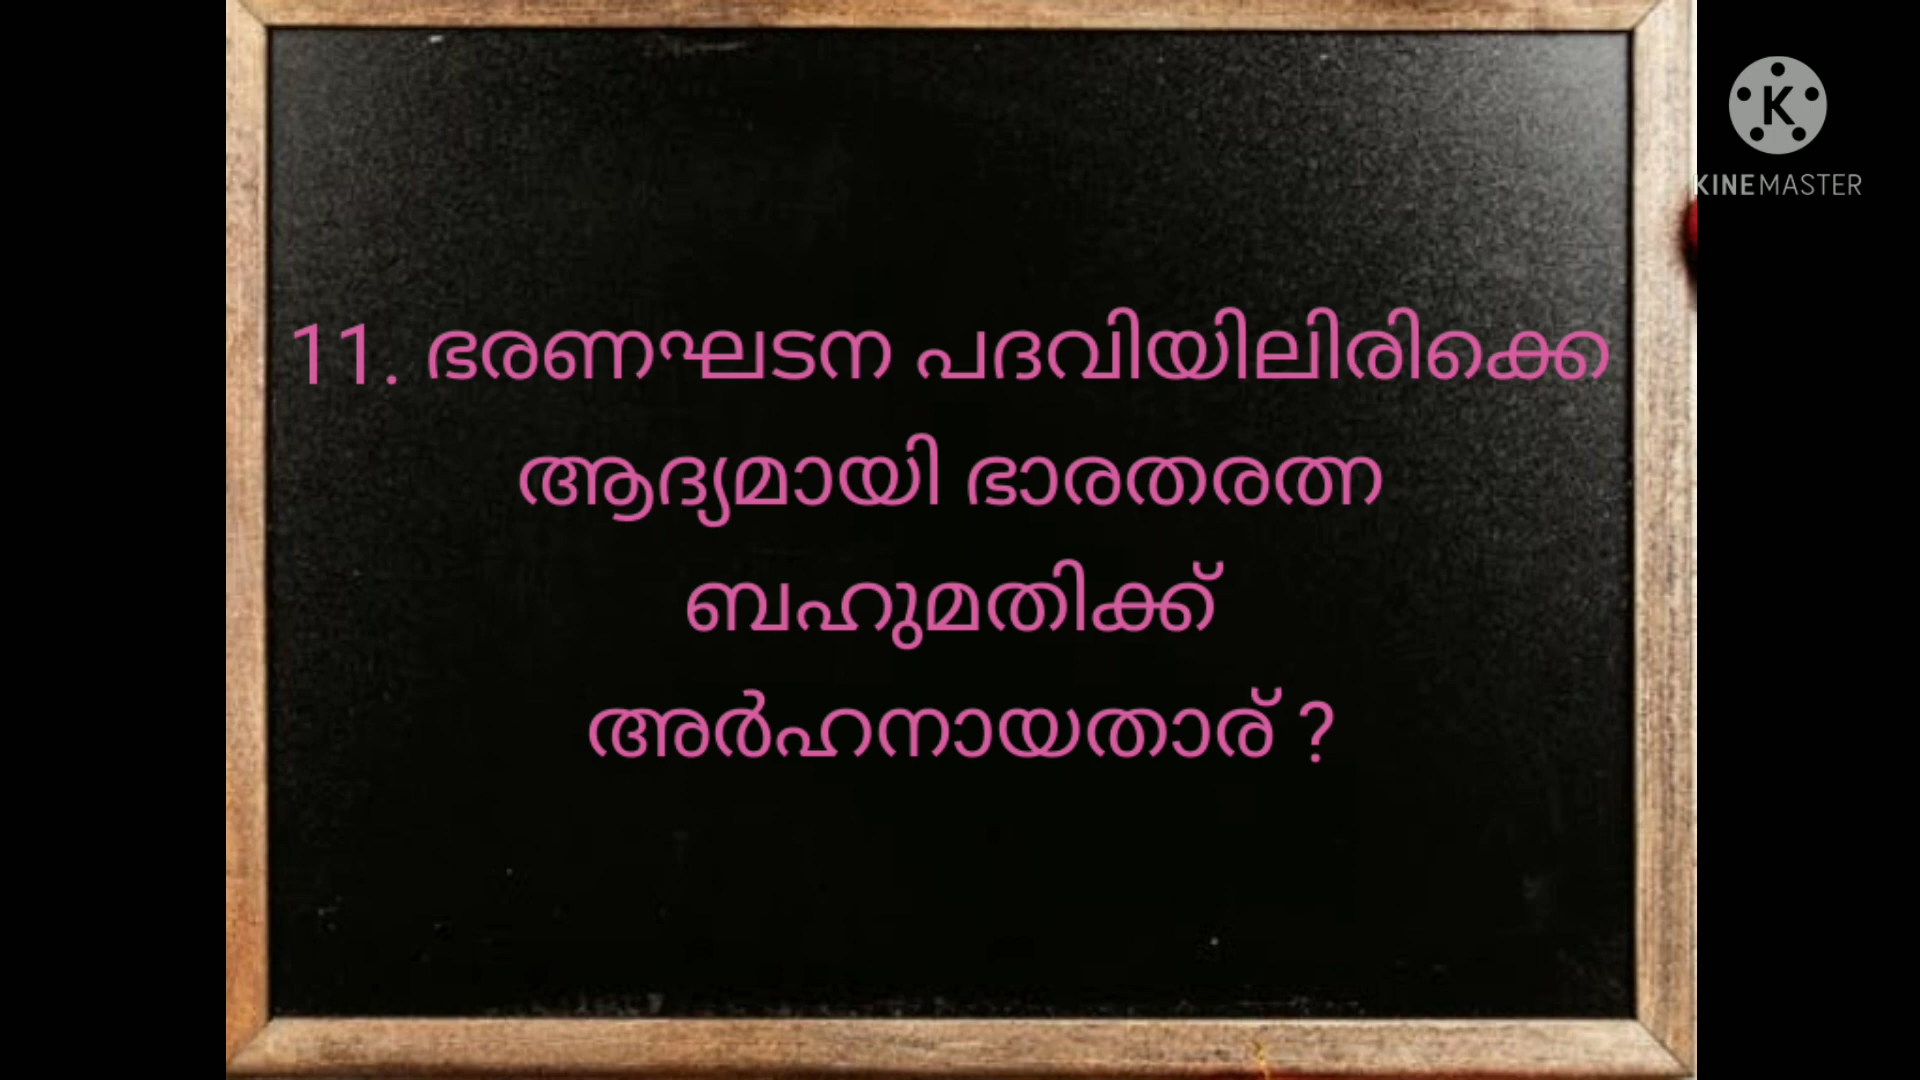 11. ഭരണഘടന പദവിയിലിരിക്കെ
ആദ്യമായി ഭാരതരത്ന
ബഹുമതിക്ക്
അർഹനായതാര് ?
K
KINEMASTER